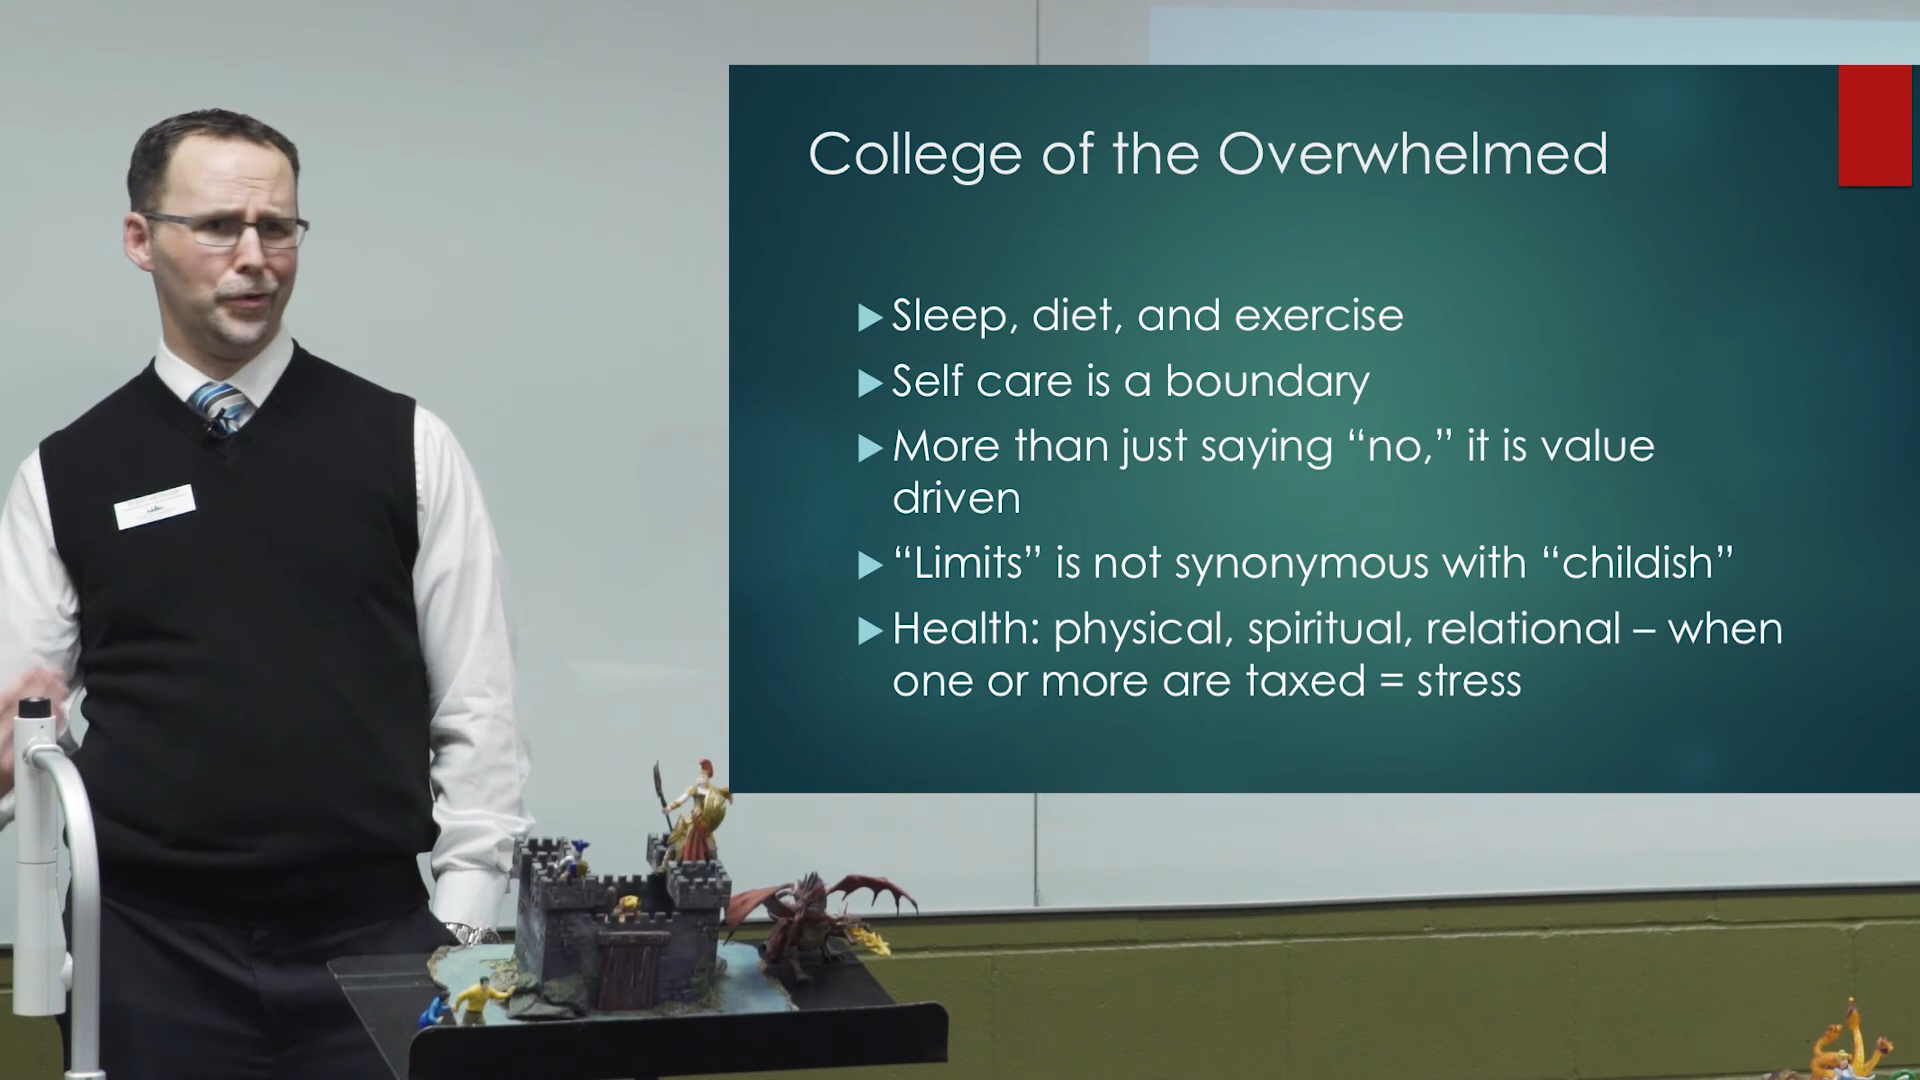 College of the Overwhelmed
Sleep, diet, and exercise
Self care is a boundary
More than just saying “no,” it is value
driven
“Limits” is not synonymous with “childish”
Health: physical, spiritual, relational – when
one or more are taxed = stress